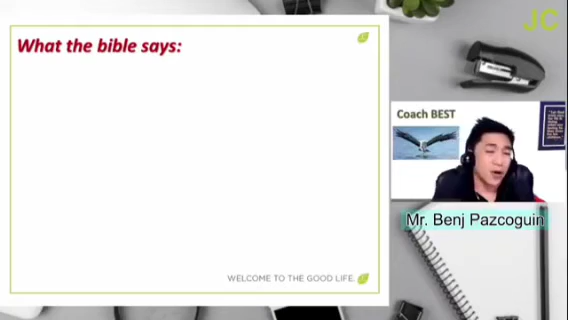 What the bible says:
JC
Coach BEST
Mr. Benj Pazcoguin
WELCOME TO THE GOOD LIFE.